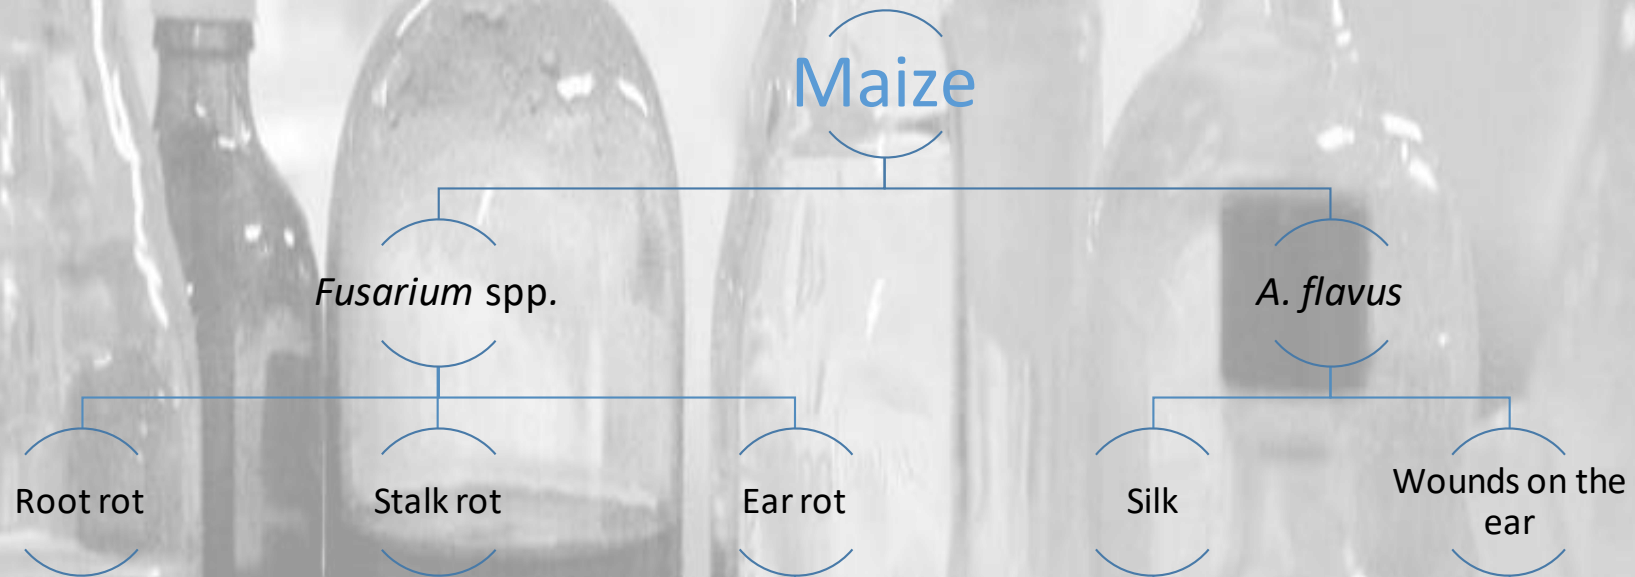 Maize
Fusarium spp.
A. flavus
Root rot
Stalk rot
Ear rot
Silk
Wounds on the
ear